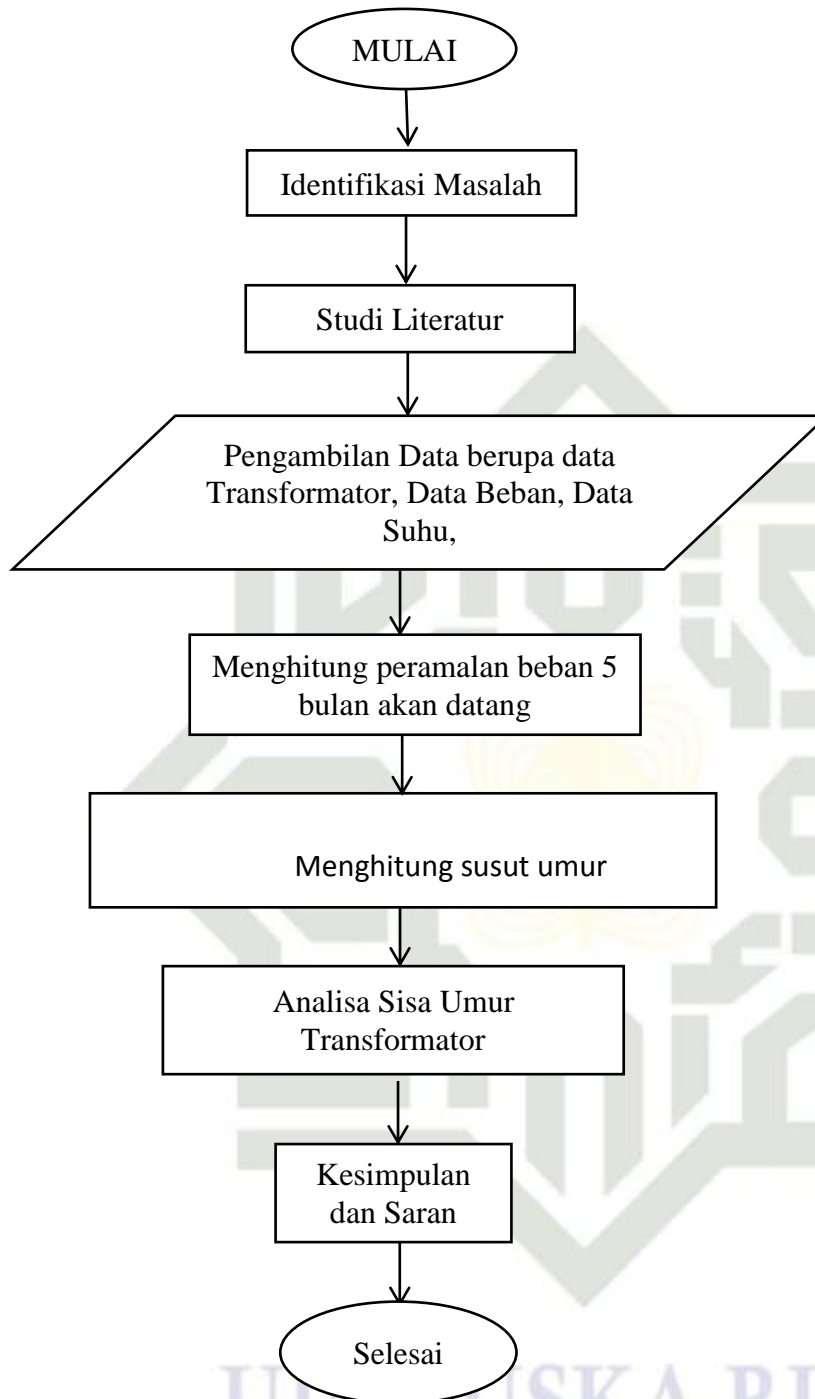 MULAI
Identifikasi Masalah
Studi Literatur
Pengambilan Data berupa data
Transformator, Data Beban, Data
Suhu,
Menghitung peramalan beban 5
bulan akan datang
Menghitung susut umur
Analisa Sisa Umur
Transformator
Kesimpulan
dan Saran
Selesai